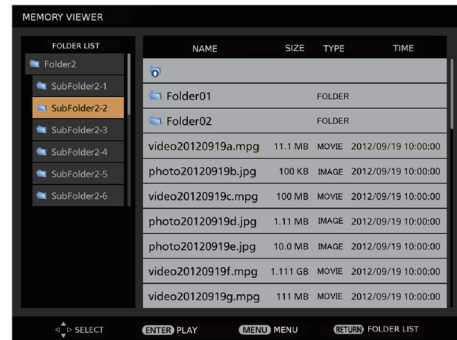 MEMORY VIEWER
FOLDER LIST
Folder2
SubFolder2-1
SubFolder2-2
SubFolder2-3
SubFolder2-4
SubFolder2-5
SubFolder2-6
NAME SIZE TYPE TIME
Folder01 FOLDER
Folder02 FOLDER
video20120919a.mpg 11.1 MB MOVIE 2012/09/19 10:00:00
photo20120919b.jpg 100 KB IMAGE 2012/09/19 10:00:00
video20120919c.mpg 100 MB MOVIE 2012/09/19 10:00:00
photo20120919d.jpg 1.11 MB IMAGE 2012/09/19 10:00:00
photo20120919e.jpg 10.0 MB IMAGE 2012/09/19 10:00:00
video20120919f.mpg 1.111 GB MOVIE 2012/09/19 10:00:00
video20120919g.mpg 111 MB MOVIE 2012/09/19 10:00:00
SELECT ENTER PLAY MENU MENU RETURN FOLDER LIST